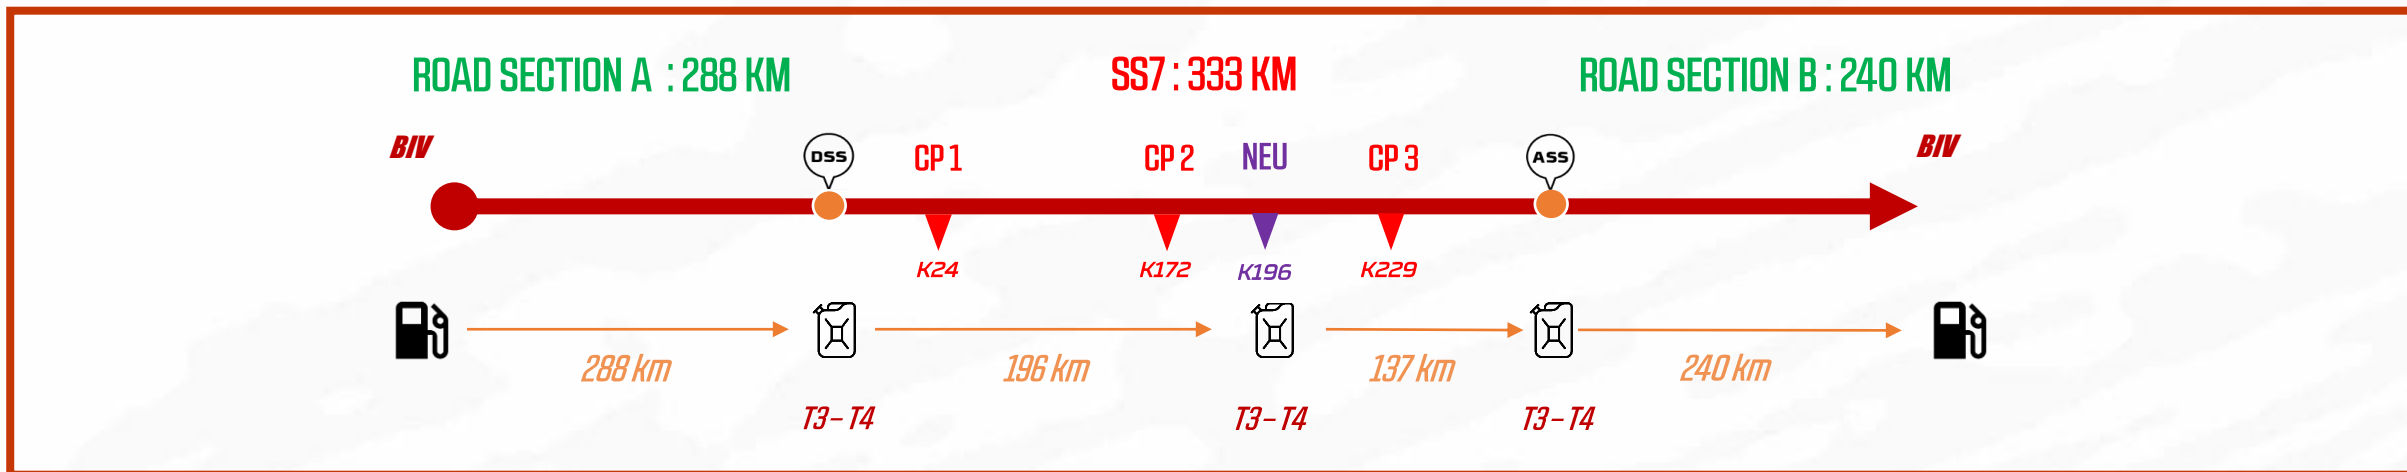 ROAD SECTION A : 288 KM
SS7 : 333 KM
ROAD SECTION B : 240 KM
BIV
DSS
CP 1
CP 2
NEU
CP 3
ASS
BIV
K24
K172
K196
K229
288 km
196 km
137 km
240 km
T3 – T4
T3 – T4
T3 – T4